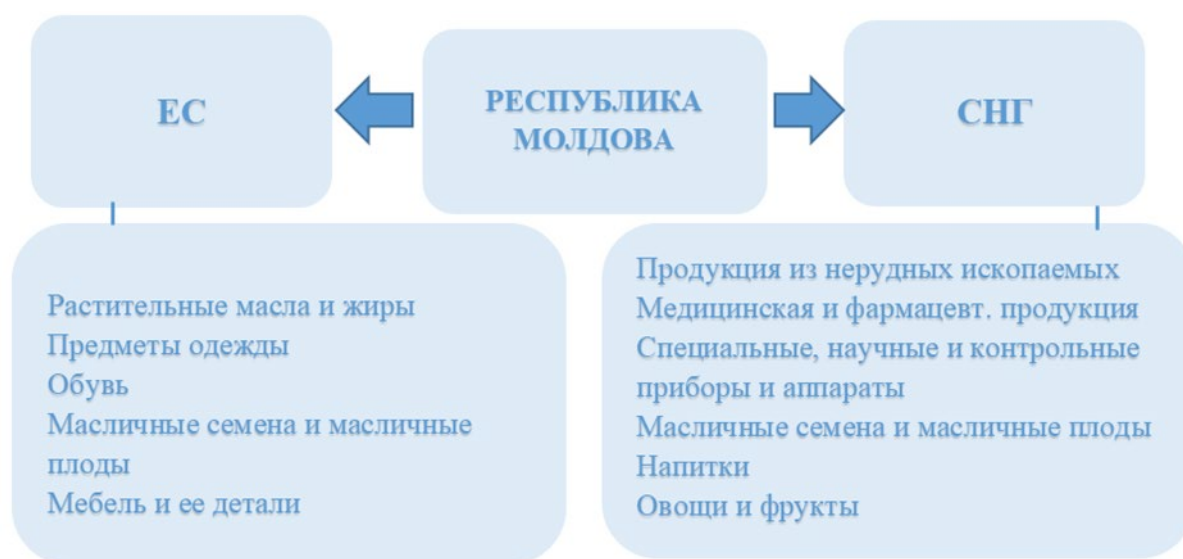 ЕС
РЕСПУБЛИКА
МОЛДОВА
СНГ
Растительные масла и жиры
Предметы одежды
Обувь
Масличные семена и масличные
плоды
Мебель и ее детали
Продукция из нерудных ископаемых
Медицинская и фармацевт. продукция
Специальные, научные и контрольные
приборы и аппараты
Масличные семена и масличные плоды
Напитки
Овощи и фрукты